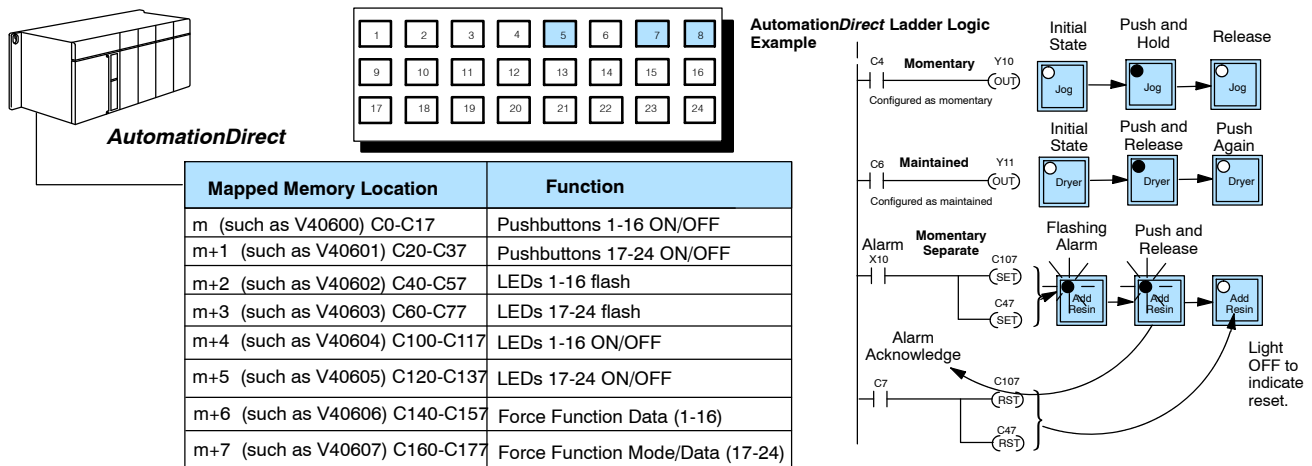 AutomationDirect
1 2 3 4 5 6 7 8
9 10 11 12 13 14 15 16
17 18 19 20 21 22 23 24
Mapped Memory Location Function
m (such as V40600) C0-C17 Pushbuttons 1-16 ON/OFF
m+1 (such as V40601) C20-C37 Pushbuttons 17-24 ON/OFF
m+2 (such as V40602) C40-C57 LEDs 1-16 flash
m+3 (such as V40603) C60-C77 LEDs 17-24 flash
m+4 (such as V40604) C100-C117 LEDs 1-16 ON/OFF
m+5 (such as V40605) C120-C137 LEDs 17-24 ON/OFF
m+6 (such as V40606) C140-C157 Force Function Data (1-16)
m+7 (such as V40607) C160-C177 Force Function Mode/Data (17-24)
AutomationDirect Ladder Logic
Example
Initial
State
Push
and
Hold
Release
C4 Momentary Y10
OUT
Configured as momentary
Jog Jog Jog
Initial
State
Push and
Release
Push
Again
C6 Maintained Y11
OUT
Configured as maintained
Dryer Dryer Dryer
Flashing
Alarm
Push and
Release
Alarm
X10
Momentary
Separate
C107
SET
C47
SET
Add
Resin
Add
Resin
Add
Resin
Alarm
Acknowledge
Light
OFF to
indicate
reset.
C7
C107
RST
C47
RST